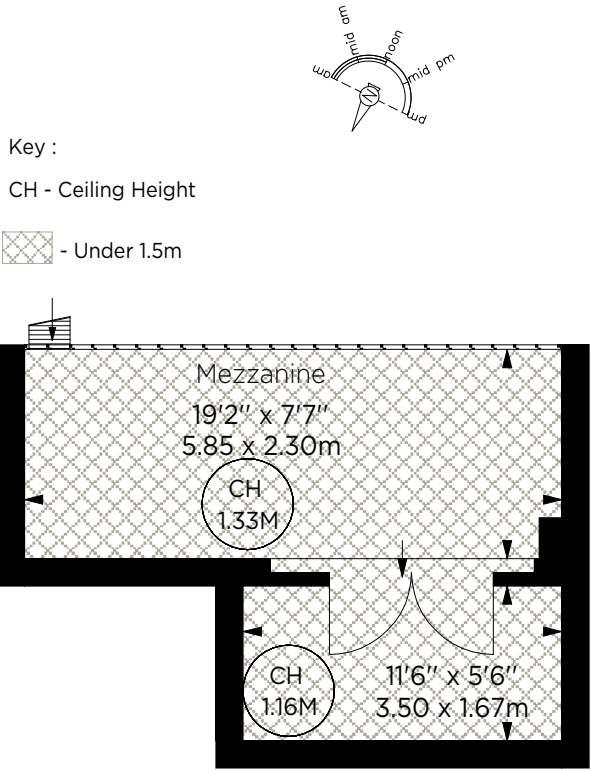 am
mid
am
noon
mid pm
pm
N
Key :
CH - Ceiling Height
- Under 1.5m
Mezzanine
19'2" x 7'7"
5.85 x 2.30m
CH
1.33M
CH
1.16M
11'6" x 5'6"
3.50 x 1.67m